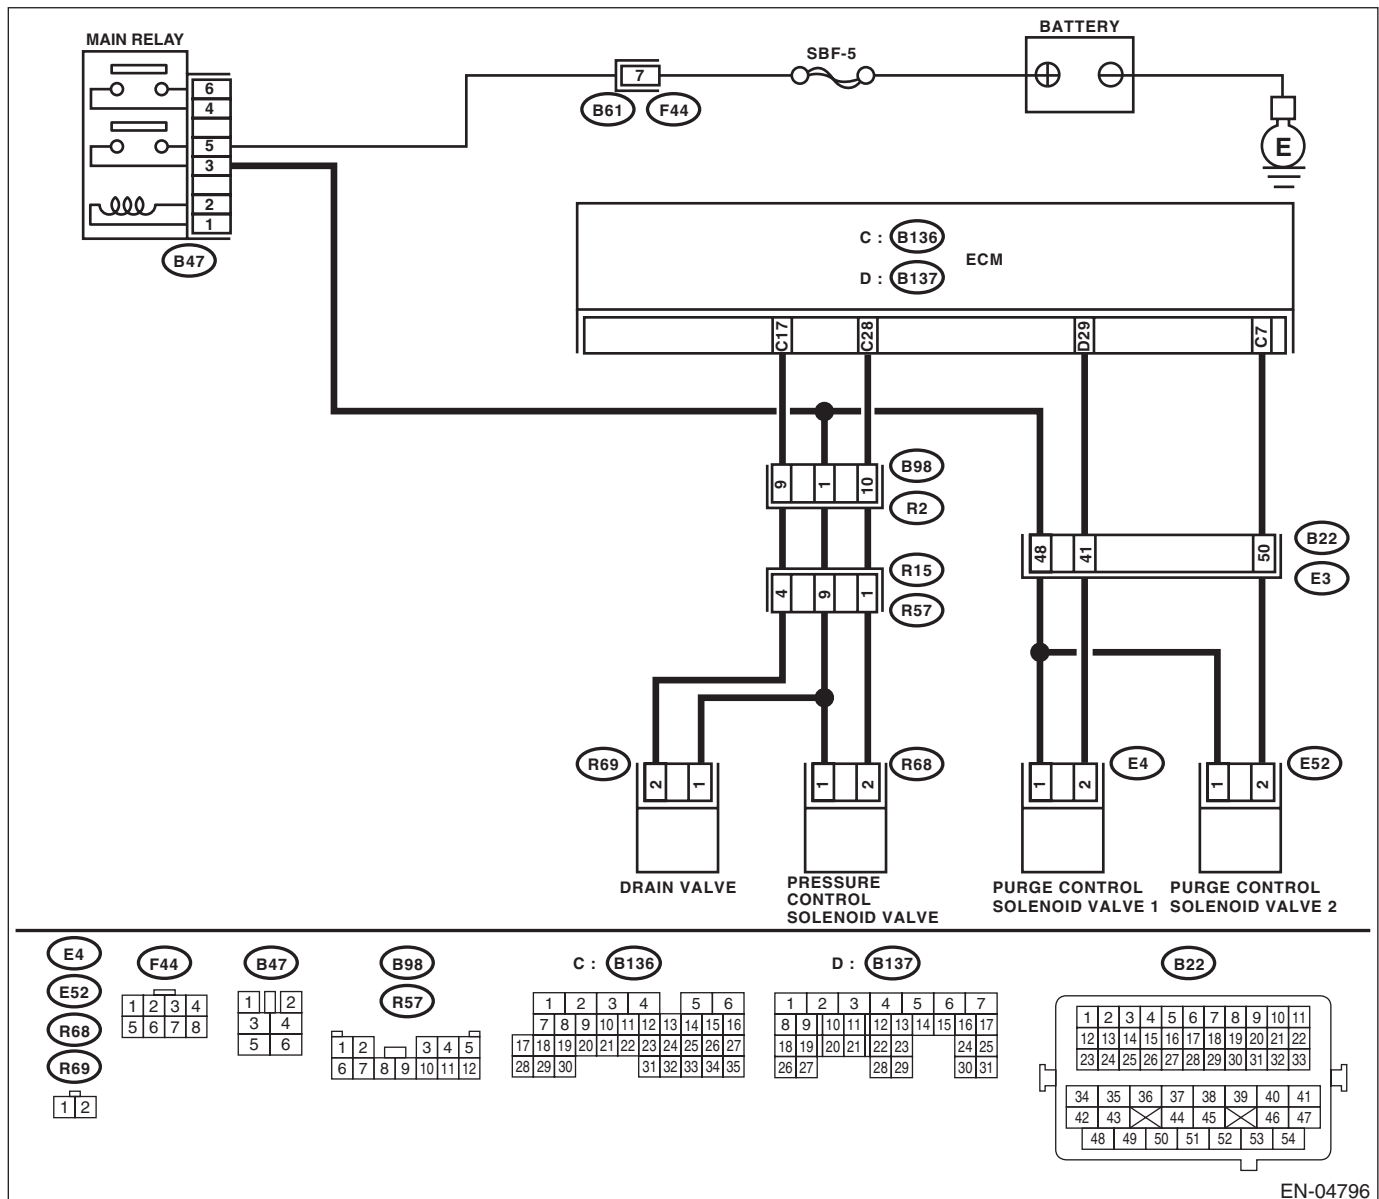 MAIN RELAY
BATTERY
SBF-5
7
B61
F44
6
4
5
3
2
1
B47
E
C : B136
ECM
D : B137
C17
C28
D29
C7
9
1
10
B98
R2
48
41
50
B22
E3
4
9
1
R15
R57
R69
2
1
1
2
R68
1
2
E4
1
2
E52
DRAIN VALVE
PRESSURE
CONTROL
SOLENOID VALVE
PURGE CONTROL
SOLENOID VALVE 1
PURGE CONTROL
SOLENOID VALVE 2
E4
E52
R68
R69
1 2
F44
1 2 3 4
5 6 7 8
B47
1 2
3 4
5 6
B98
R57
1 2 3 4 5
6 7 8 9 10 11 12
C : B136
1 2 3 4 5 6
7 8 9 10 11 12 13 14 15 16
17 18 19 20 21 22 23 24 25 26 27
28 29 30 31 32 33 34 35
D : B137
1 2 3 4 5 6 7
8 9 10 11 12 13 14 15 16 17
18 19 20 21 22 23 24 25
26 27 28 29 30 31
B22
1 2 3 4 5 6 7 8 9 10 11
12 13 14 15 16 17 18 19 20 21 22
23 24 25 26 27 28 29 30 31 32 33
34 35 36 37 38 39 40 41
42 43 44 45 46 47
48 49 50 51 52 53 54
EN-04796